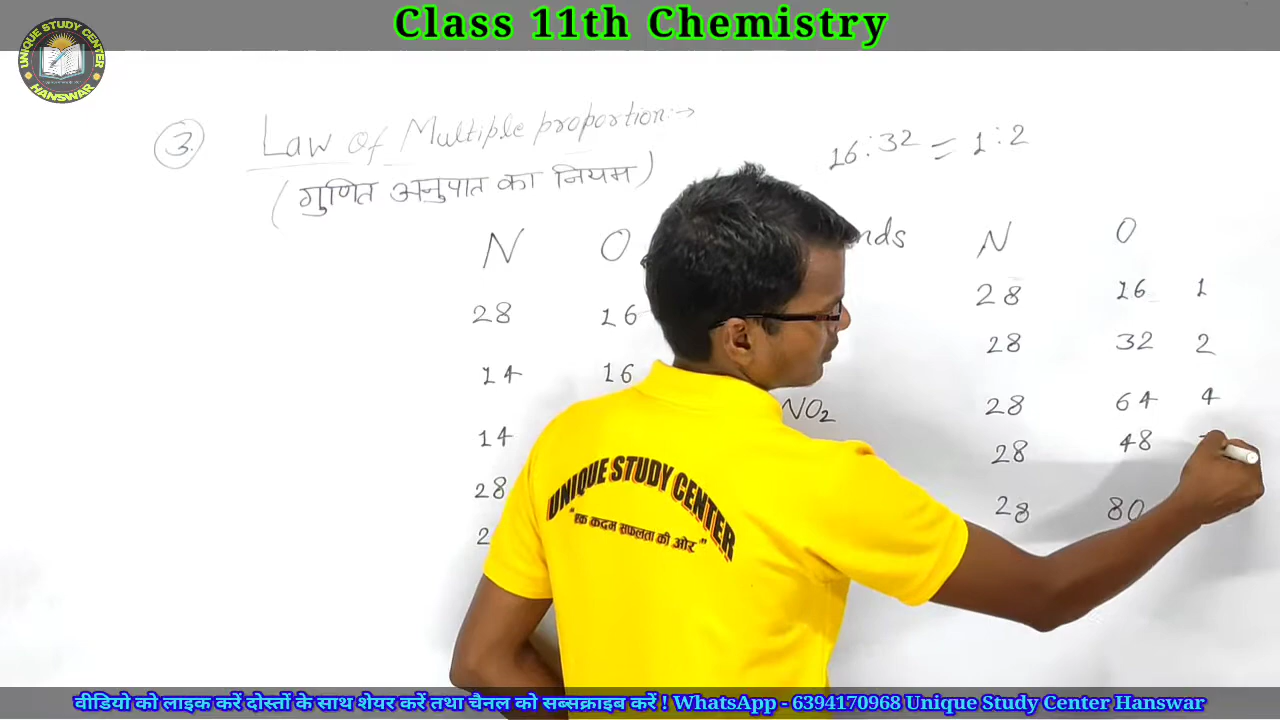 Class 11th Chemistry
UNIQUE STUDY CENTER
HANSWAR
3. Law of Multiple proportion:→
(गुणित अनुपात का नियम)
16:32 = 1:2
N O N O
28 16 28 16 1
28 32 2
14 16
NO2 28 64 4
14 28 48
28 28 80
2
UNIQUE STUDY CENTER
"एक कदम सफलता की ओर"
वीडियो को लाइक करें दोस्तों के साथ शेयर करें तथा चैनल को सब्सक्राइब करें ! WhatsApp - 6394170968 Unique Study Center Hanswar